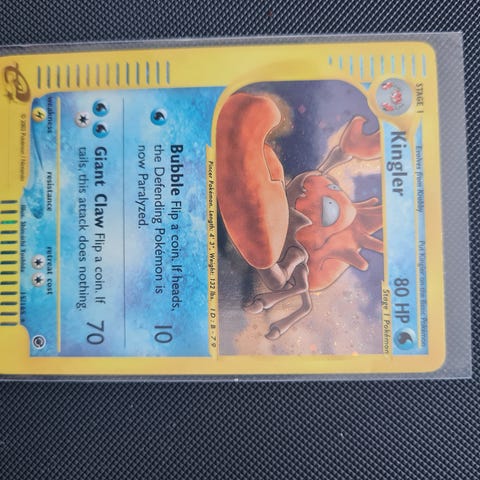 STAGE 1
Evolves from Krabby
Put Kingler on the Basic Pokémon
Kingler
80 HP
Stage 1 Pokémon
Pincer Pokémon. Length: 4' 3", Weight: 132 lbs. ID: B-79
Bubble Flip a coin. If heads,
the Defending Pokémon is
now Paralyzed.
10
Giant Claw Flip a coin. If
tails, this attack does nothing.
70
weakness
resistance
retreat cost
© 2002 Pokémon / Nintendo